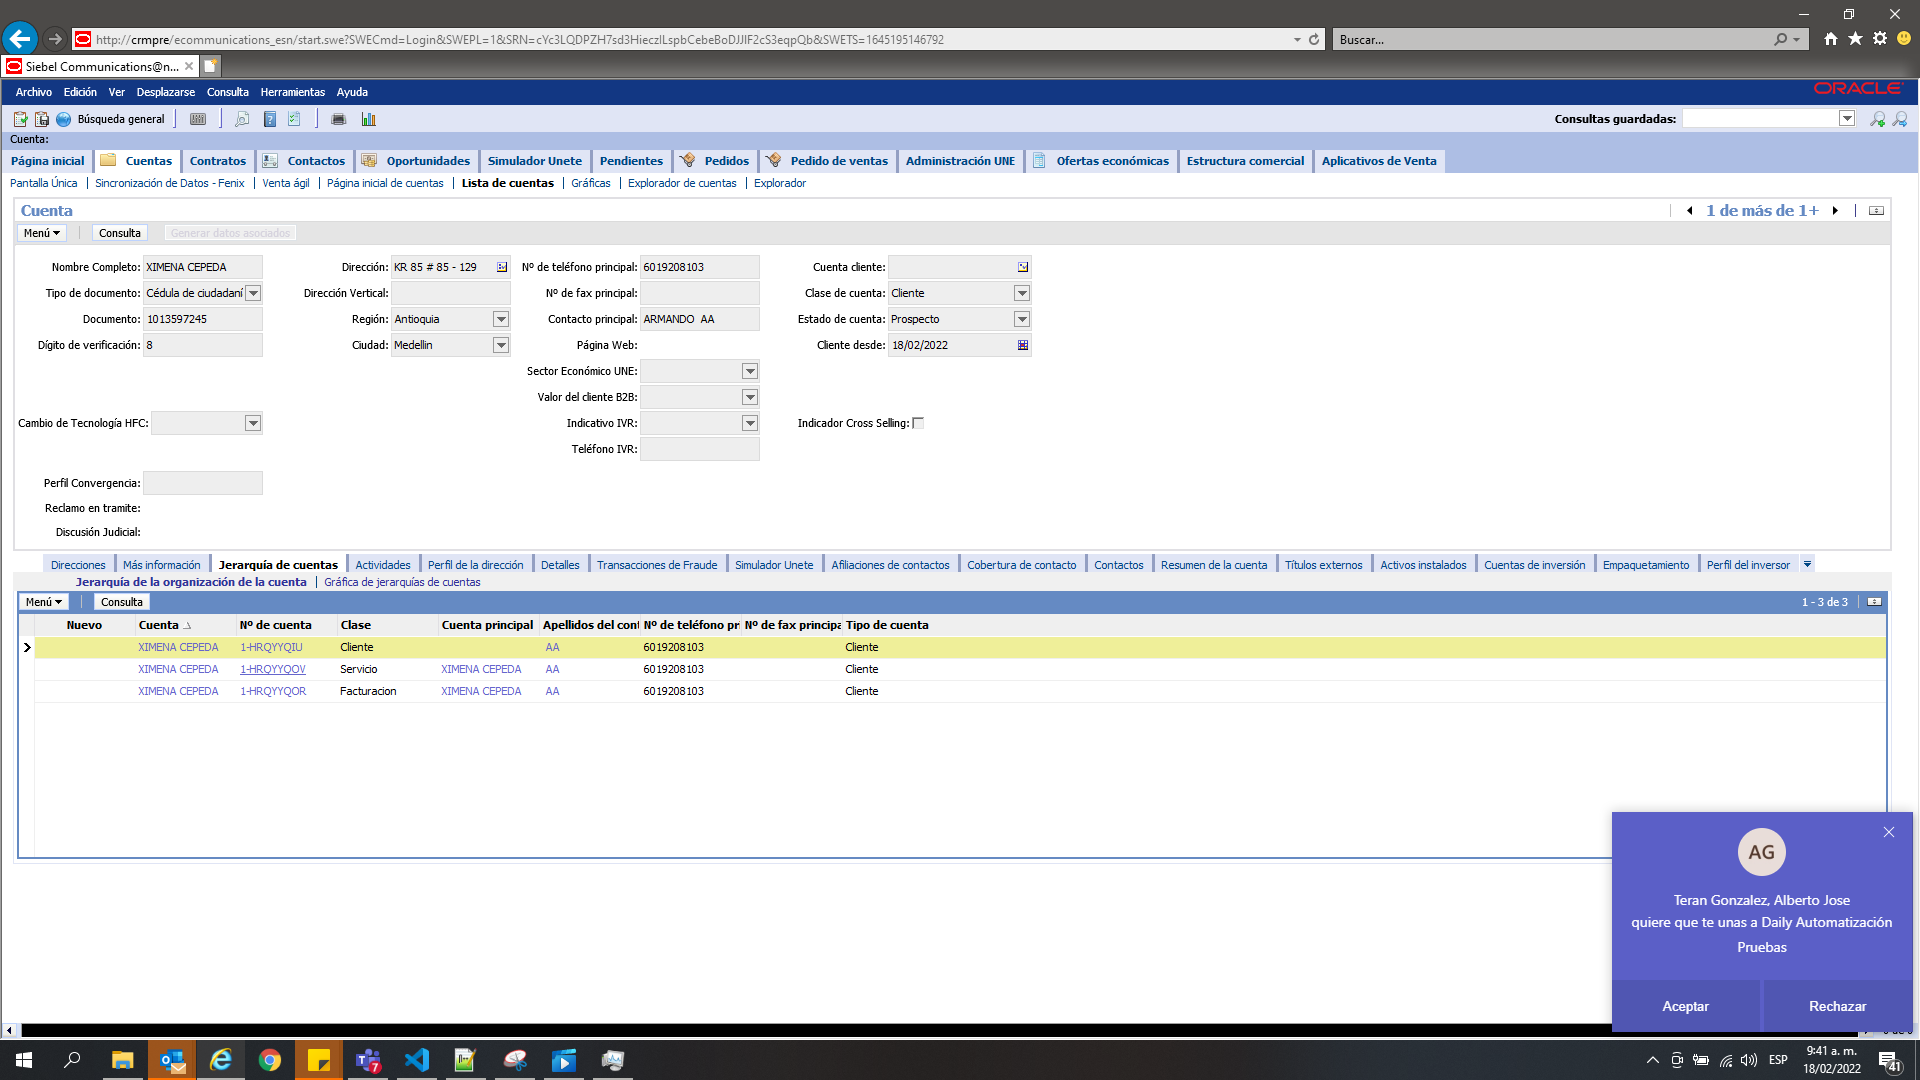 http://crmpre/ecommunications_esn/start.swe?SWECmd=Login&SWEPL=1&SRN=cYc3LQDPZH7sd3HieczILspbCebeBoDJJIF2cS3eqpQb&SWETS=1645195146792
Buscar...
Siebel Communications@n...
Archivo Edición Ver Desplazarse Consulta Herramientas Ayuda
ORACLE
Búsqueda general
Consultas guardadas:
Cuenta:
Página inicial Cuentas Contratos Contactos Oportunidades Simulador Unete Pendientes Pedidos Pedido de ventas Administración UNE Ofertas económicas Estructura comercial Aplicativos de Venta
Pantalla Única Sincronización de Datos - Fenix Venta ágil Página inicial de cuentas Lista de cuentas Gráficas Explorador de cuentas Explorador
Cuenta
1 de más de 1+
Menú Consulta Generar datos asociados
Nombre Completo: XIMENA CEPEDA Dirección: KR 85 # 85 - 129 Nº de teléfono principal: 6019208103 Cuenta cliente:
Tipo de documento: Cédula de ciudadaní Dirección Vertical: Nº de fax principal: Clase de cuenta: Cliente
Documento: 1013597245 Región: Antioquia Contacto principal: ARMANDO AA Estado de cuenta: Prospecto
Dígito de verificación: 8 Ciudad: Medellin Página Web: Cliente desde: 18/02/2022
Sector Económico UNE:
Valor del cliente B2B:
Cambio de Tecnología HFC: Indicativo IVR: Indicador Cross Selling:
Teléfono IVR:
Perfil Convergencia:
Reclamo en tramite:
Discusión Judicial:
Direcciones Más información Jerarquía de cuentas Actividades Perfil de la dirección Detalles Transacciones de Fraude Simulador Unete Afiliaciones de contactos Cobertura de contacto Contactos Resumen de la cuenta Títulos externos Activos instalados Cuentas de inversión Empaquetamiento Perfil del inversor
Jerarquía de la organización de la cuenta Gráfica de jerarquías de cuentas
Menú Consulta 1 - 3 de 3
Nuevo Cuenta Nº de cuenta Clase Cuenta principal Apellidos del cont Nº de teléfono pr Nº de fax principa Tipo de cuenta
XIMENA CEPEDA 1-HRQYYQIU Cliente AA 6019208103 Cliente
XIMENA CEPEDA 1-HRQYYQOV Servicio XIMENA CEPEDA AA 6019208103 Cliente
XIMENA CEPEDA 1-HRQYYQOR Facturacion XIMENA CEPEDA AA 6019208103 Cliente
AG
Teran Gonzalez, Alberto Jose
quiere que te unas a Daily Automatización
Pruebas
Aceptar Rechazar
7
ESP
9:41 a. m.
18/02/2022
41